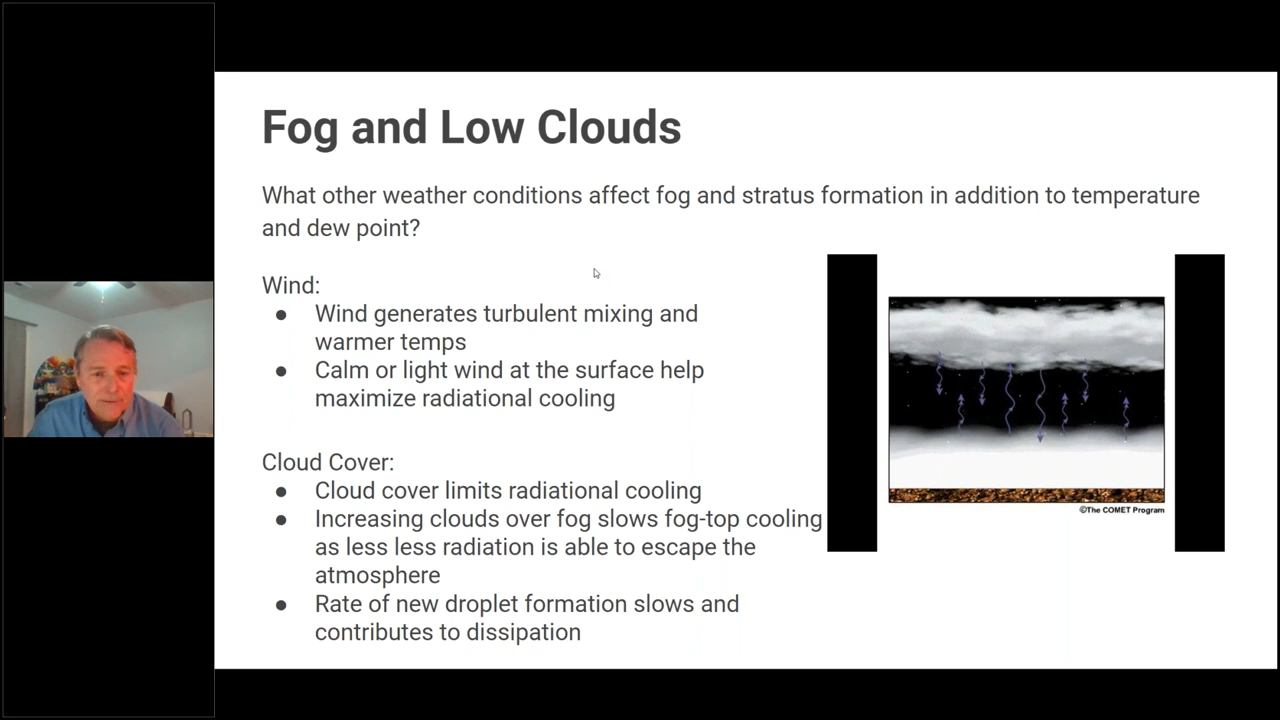 Fog and Low Clouds
What other weather conditions affect fog and stratus formation in addition to temperature
and dew point?
Wind:
● Wind generates turbulent mixing and
warmer temps
● Calm or light wind at the surface help
maximize radiational cooling
Cloud Cover:
● Cloud cover limits radiational cooling
● Increasing clouds over fog slows fog-top cooling
as less less radiation is able to escape the
atmosphere
● Rate of new droplet formation slows and
contributes to dissipation
©The COMET Program